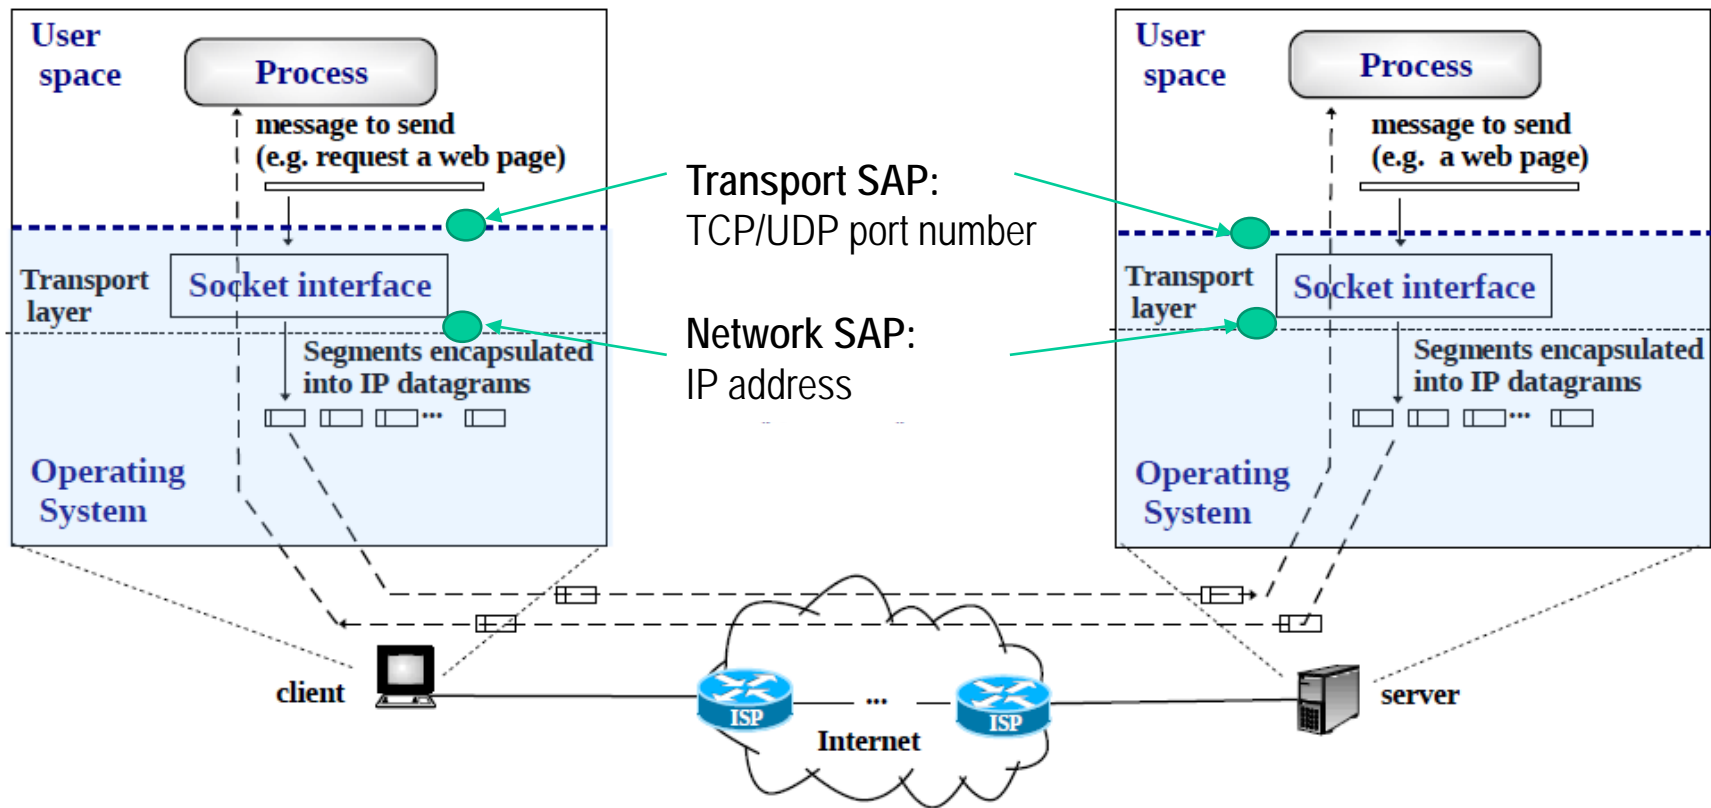 User
space
Process
message to send
(e.g. request a web page)
Transport
layer
Socket interface
Segments encapsulated
into IP datagrams
...
Operating
System
Transport SAP:
TCP/UDP port number
Network SAP:
IP address
User
space
Process
message to send
(e.g. a web page)
Transport
layer
Socket interface
Segments encapsulated
into IP datagrams
...
Operating
System
client
ISP
...
ISP
Internet
server